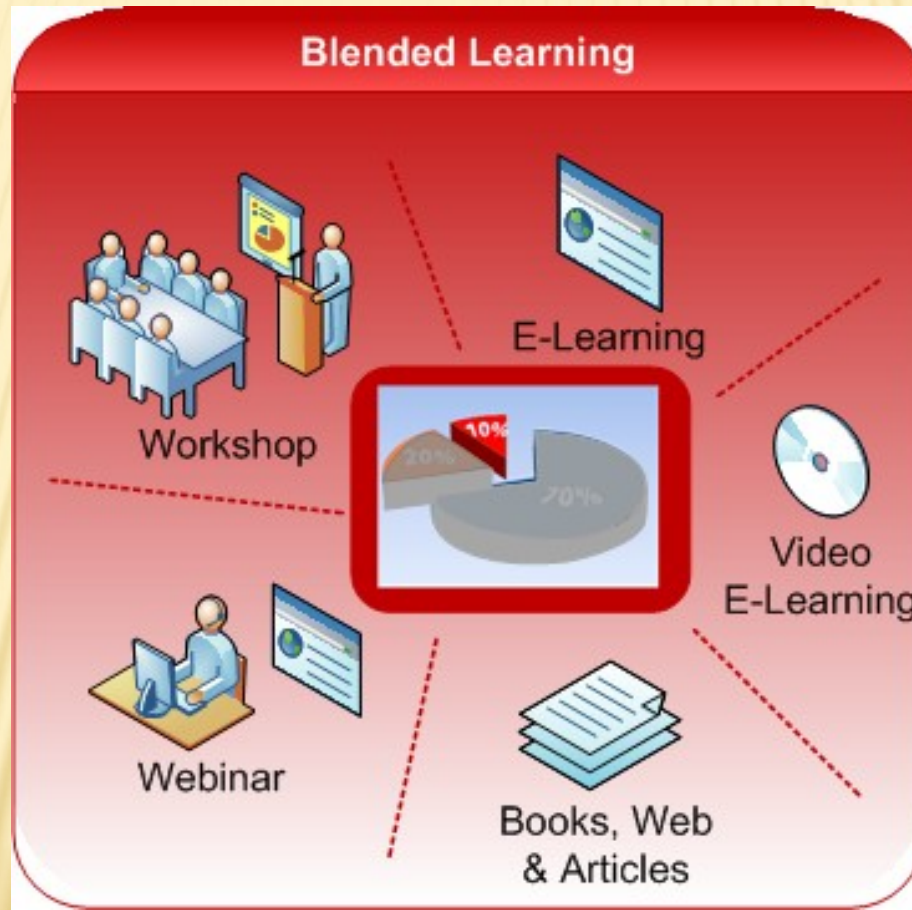 Blended Learning
E-Learning
Workshop
10%
20%
70%
Video
E-Learning
Webinar
Books, Web
& Articles